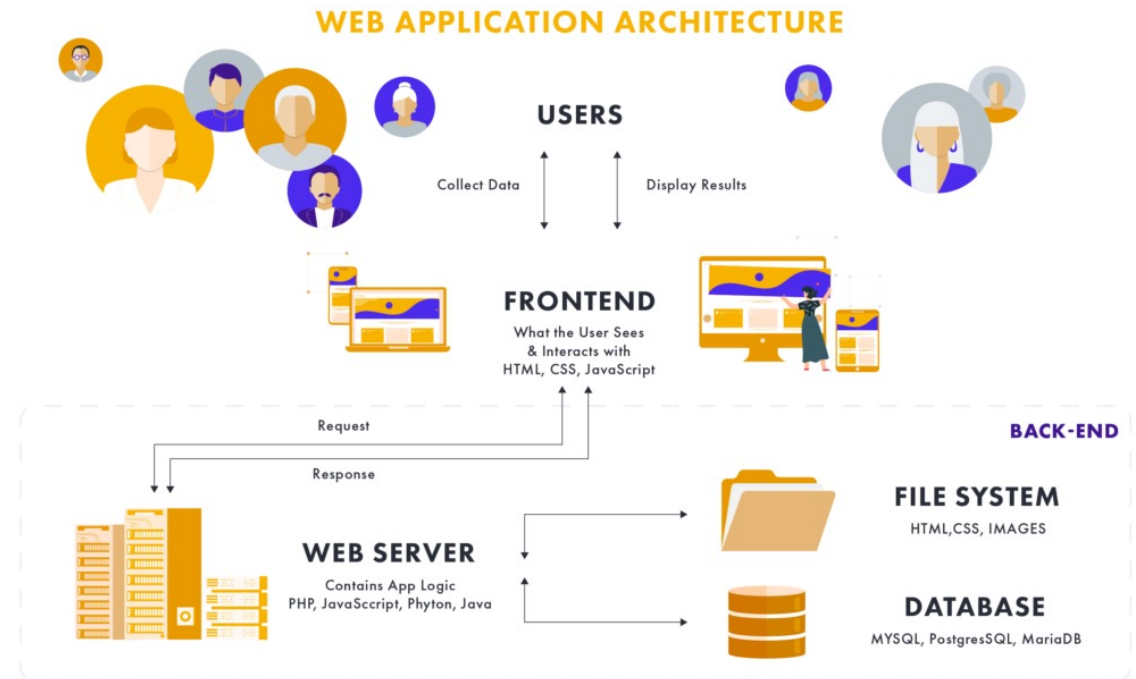 WEB APPLICATION ARCHITECTURE
USERS
Collect Data
Display Results
FRONTEND
What the User Sees
& Interacts with
HTML, CSS, JavaScript
BACK-END
Request
Response
WEB SERVER
Contains App Logic
PHP, JavaSccript, Phyton, Java
FILE SYSTEM
HTML,CSS, IMAGES
DATABASE
MYSQL, PostgresSQL, MariaDB